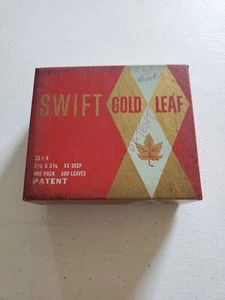 SWIFT GOLD LEAF
PATENT
XX DEEP
ONE PACK 500 LEAVES
PATENT